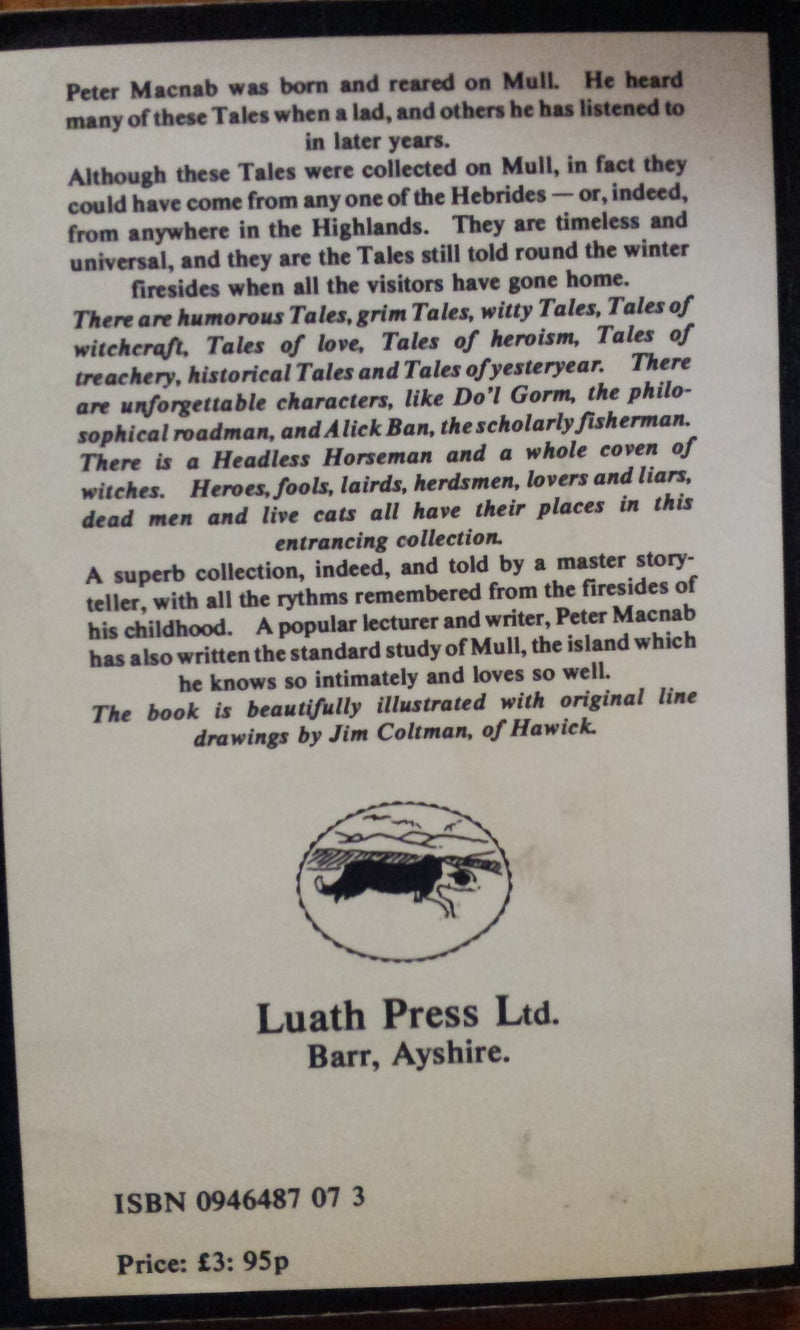 Peter Macnab was born and reared on Mull. He heard
many of these Tales when a lad, and others he has listened to
in later years.
Although these Tales were collected on Mull, in fact they
could have come from any one of the Hebrides — or, indeed,
from anywhere in the Highlands. They are timeless and
universal, and they are the Tales still told round the winter
firesides when all the visitors have gone home.
There are humorous Tales, grim Tales, witty Tales, Tales of
witchcraft, Tales of love, Tales of heroism, Tales of
treachery, historical Tales and Tales of yesteryear. There
are unforgettable characters, like Do'l Gorm, the philo-
sophical roadman, and Alick Ban, the scholarly fisherman.
There is a Headless Horseman and a whole coven of
witches. Heroes, fools, lairds, herdsmen, lovers and liars,
dead men and live cats all have their places in this
entrancing collection.
A superb collection, indeed, and told by a master story-
teller, with all the rythms remembered from the firesides of
his childhood. A popular lecturer and writer, Peter Macnab
has also written the standard study of Mull, the island which
he knows so intimately and loves so well.
The book is beautifully illustrated with original line
drawings by Jim Coltman, of Hawick.
Luath Press Ltd.
Barr, Ayshire.
ISBN 0946487 07 3
Price: £3: 95p